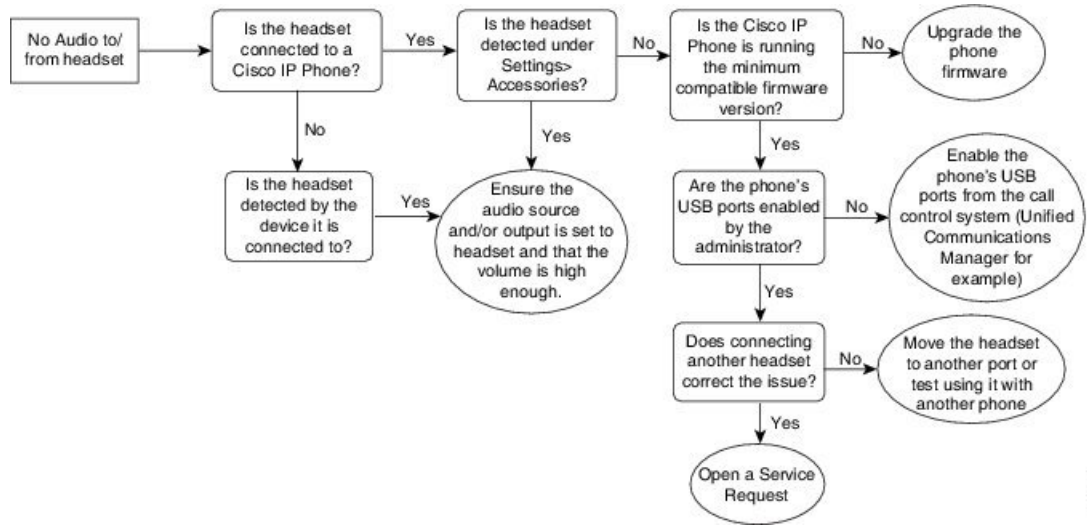 No Audio to/
from headset
Is the headset
connected to a
Cisco IP Phone?
Yes
Is the headset
detected under
Settings>
Accessories?
No
Is the Cisco IP
Phone is running
the minimum
compatible firmware
version?
No
Upgrade the
phone
firmware
No
Yes
Yes
Is the headset
detected by the
device it is
connected to?
Yes
Ensure the
audio source
and/or output is set to
headset and that the
volume is high
enough.
Are the phone's
USB ports enabled
by the
administrator?
No
Enable the
phone's USB
ports from the call
control system (Unified
Communications
Manager for
example)
Yes
Does connecting
another headset
correct the issue?
No
Move the headset
to another port or
test using it with
another phone
Yes
Open a Service
Request